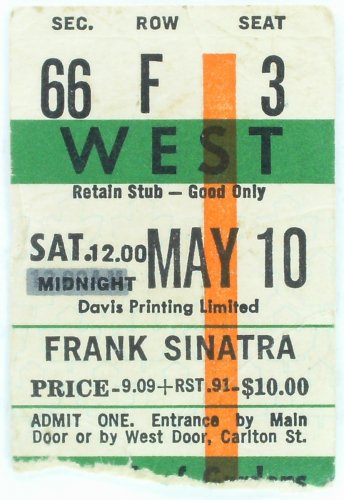 SEC. ROW SEAT
66 F 3
WEST
Retain Stub — Good Only
SAT. 12.00 MAY 10
MIDNIGHT
Davis Printing Limited
FRANK SINATRA
PRICE-9.09+RST.91-$10.00
ADMIT ONE. Entrance by Main
Door or by West Door, Carlton St.